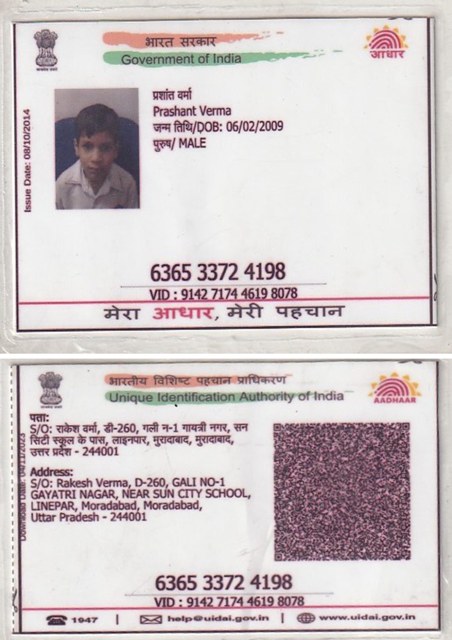 भारत सरकार
Government of India
आधार
Issue Date: 08/10/2014
प्रशांत वर्मा
Prashant Verma
जन्म तिथि/DOB: 06/02/2009
पुरुष/ MALE
6365 3372 4198
VID : 9142 7174 4619 8078
मेरा आधार, मेरी पहचान
भारतीय विशिष्ट पहचान प्राधिकरण
Unique Identification Authority of India
AADHAAR
पता:
S/O: राकेश वर्मा, डी-260, गली न-1 गायत्री नगर, सन
सिटी स्कूल के पास, लाइनपार, मुरादाबाद, मुरादाबाद,
उत्तर प्रदेश - 244001
Address:
S/O: Rakesh Verma, D-260, GALI NO-1
GAYATRI NAGAR, NEAR SUN CITY SCHOOL,
LINEPAR, Moradabad, Moradabad,
Uttar Pradesh - 244001
6365 3372 4198
VID : 9142 7174 4619 8078
1947 | help@uidai.gov.in | www.uidai.gov.in